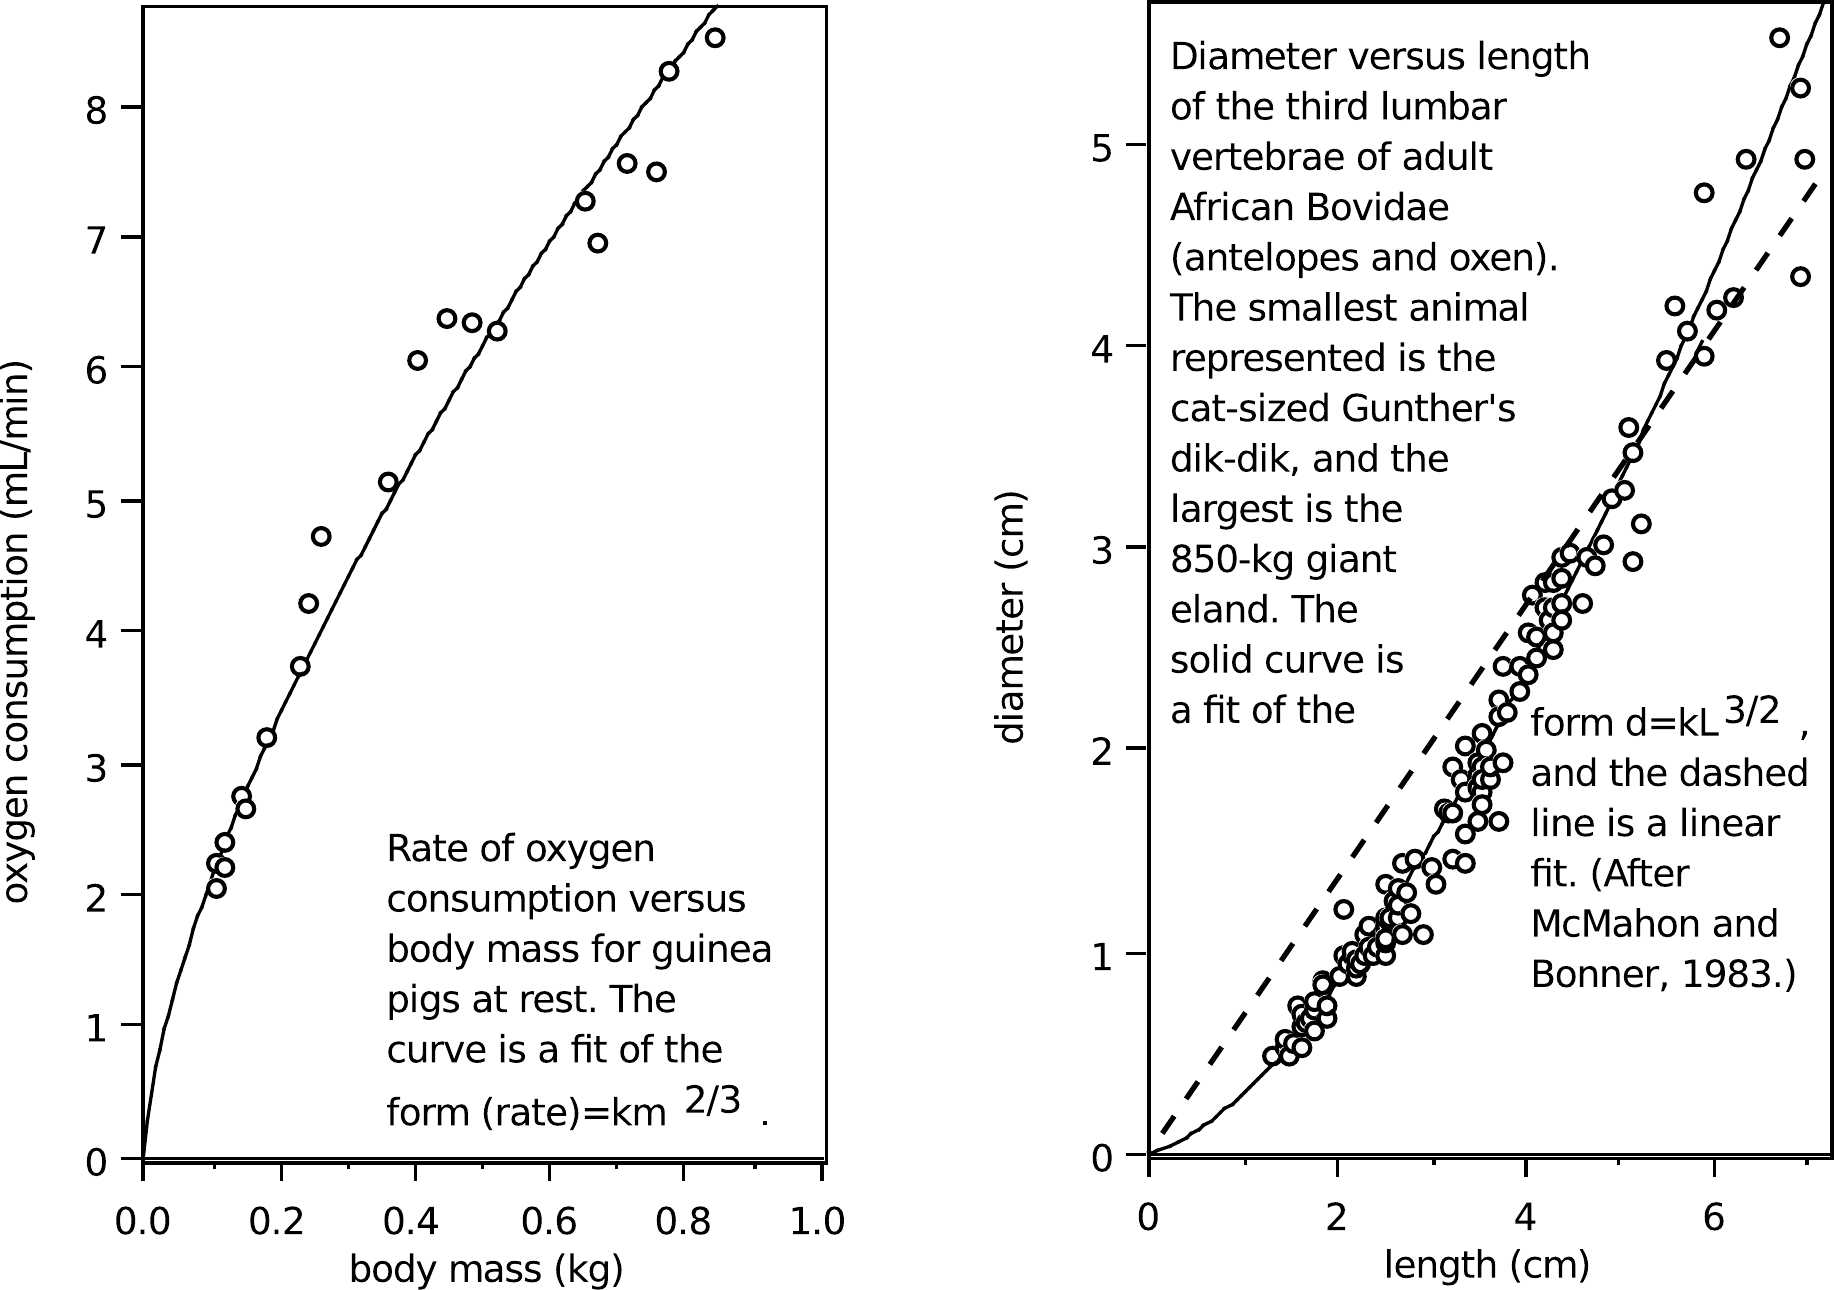 8
7
6
5
4
3
2
1
0
oxygen consumption (mL/min)
0.0 0.2 0.4 0.6 0.8 1.0
body mass (kg)
Rate of oxygen
consumption versus
body mass for guinea
pigs at rest. The
curve is a fit of the
form (rate)=km 2/3 .
5
4
3
2
1
0
diameter (cm)
0 2 4 6
length (cm)
Diameter versus length
of the third lumbar
vertebrae of adult
African Bovidae
(antelopes and oxen).
The smallest animal
represented is the
cat-sized Gunther's
dik-dik, and the
largest is the
850-kg giant
eland. The
solid curve is
a fit of the
form d=kL 3/2 ,
and the dashed
line is a linear
fit. (After
McMahon and
Bonner, 1983.)